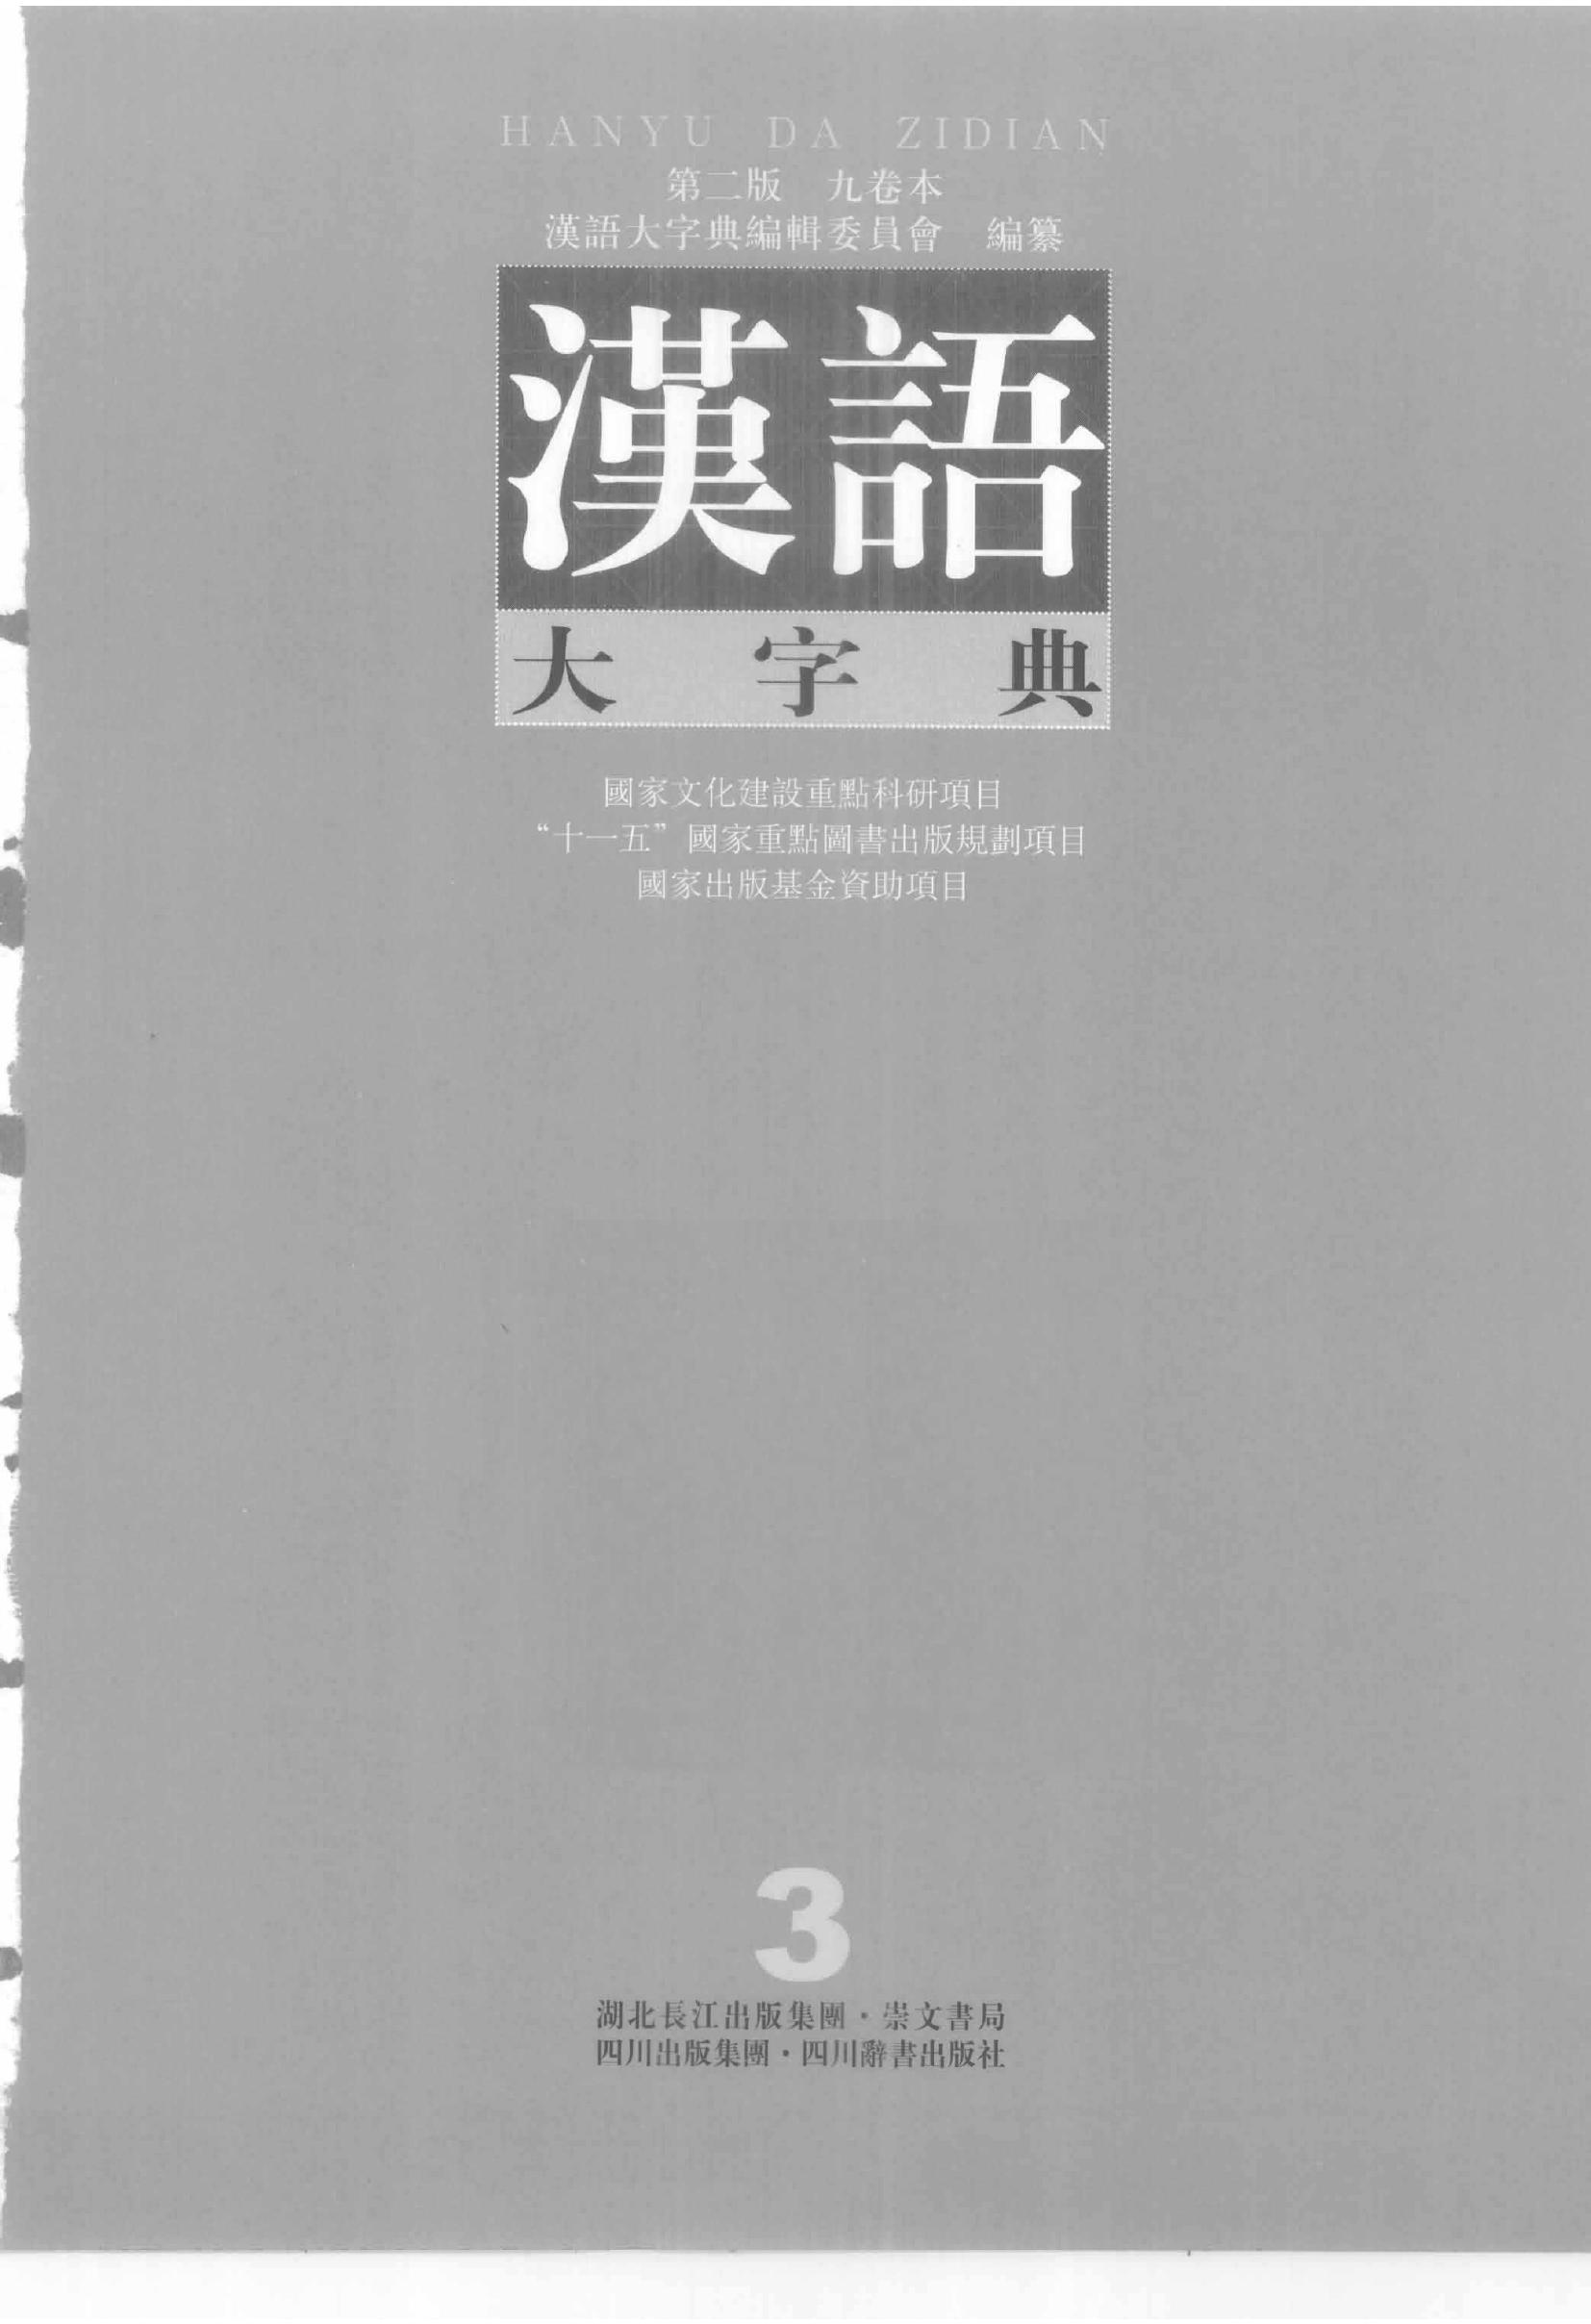 HANYU DA ZIDIAN
第二版 九卷本
漢語大字典編輯委員會 編纂
漢語
大字典
國家文化建設重點科研項目
“十一五”國家重點圖書出版規劃項目
國家出版基金資助項目
3
湖北長江出版集團·崇文書局
四川出版集團·四川辭書出版社